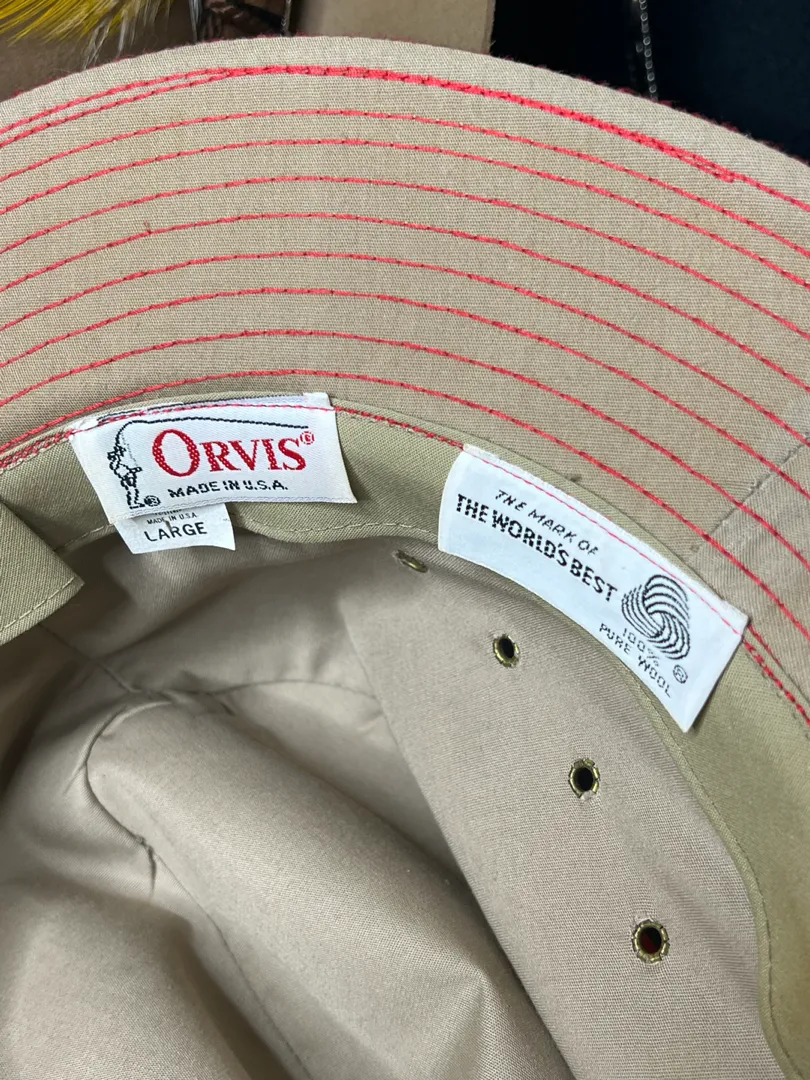 ORVIS®
MADE IN U.S.A.
®
MADE IN U.S.A
LARGE
THE MARK OF
THE WORLD'S BEST
100%
PURE WOOL
®